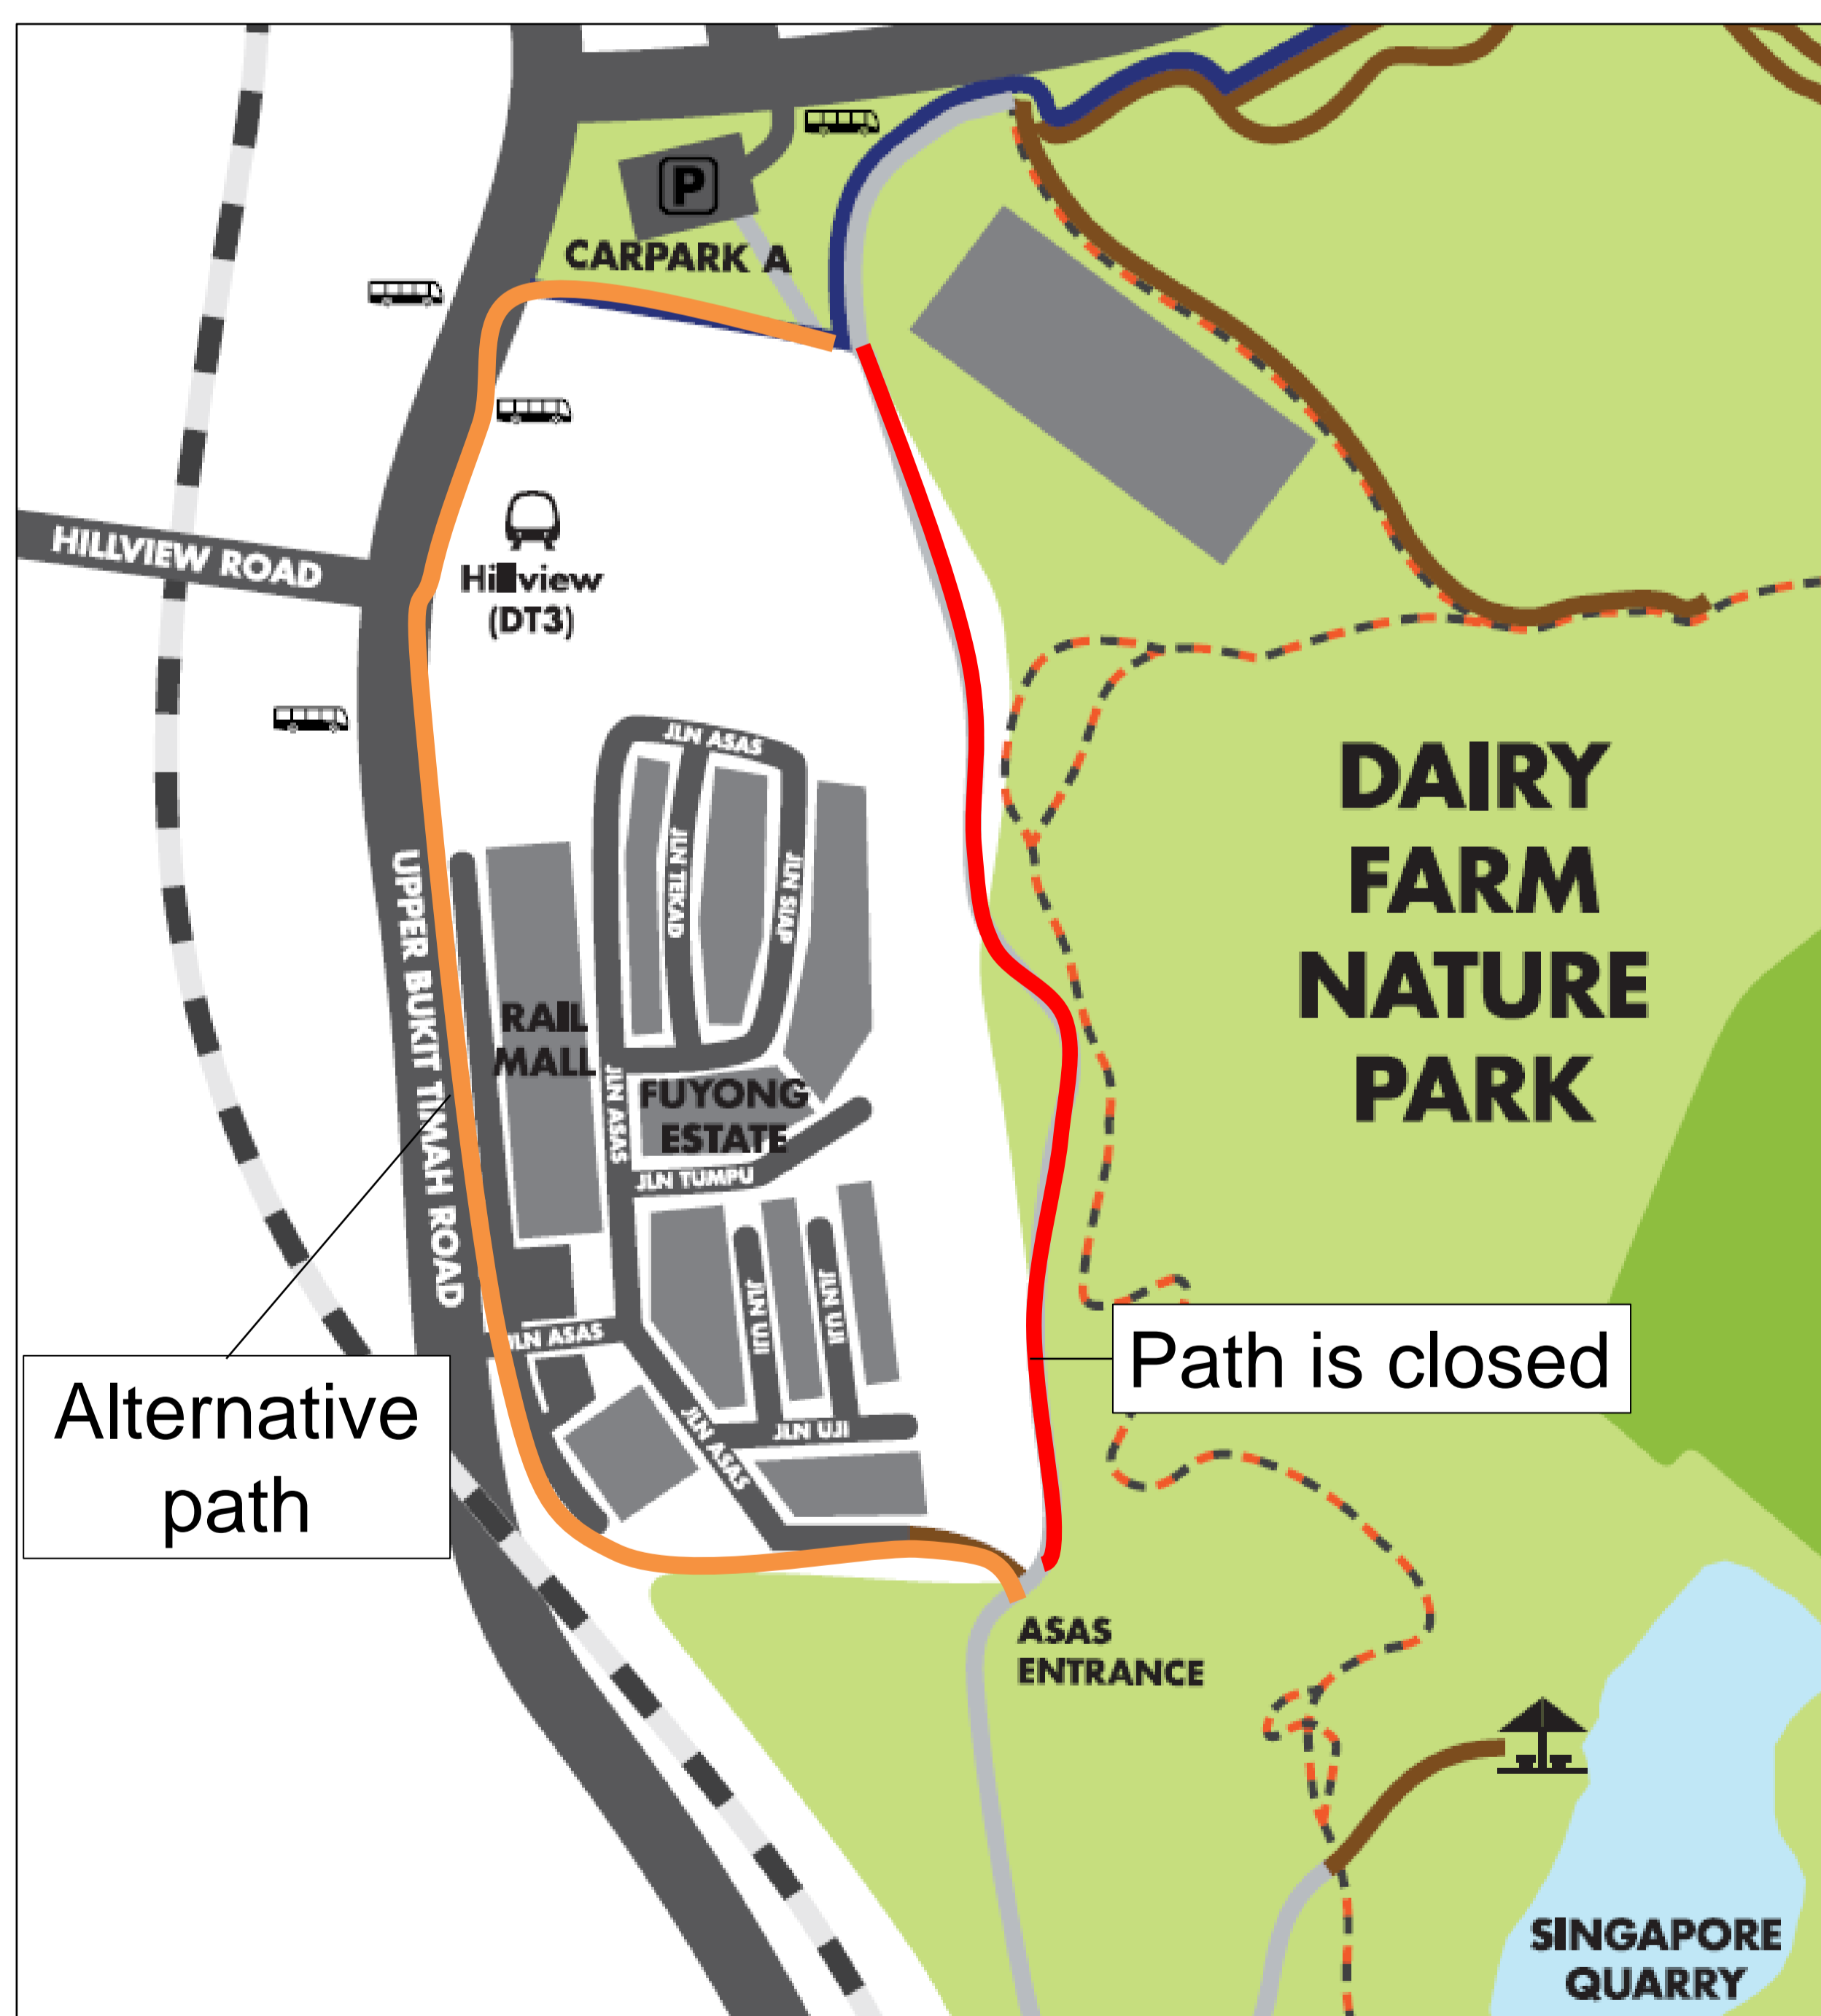 P
CARPARK A
HILLVIEW ROAD
Hillview
(DT3)
JLN ASAS
JLN TEKAD
JLN SIAP
DAIRY
FARM
NATURE
PARK
UPPER BUKIT TIMAH ROAD
RAIL
MALL
JLN ASAS
FUYONG
ESTATE
JLN TUMPU
JLN UJI
JLN UJI
JLN ASAS
Path is closed
Alternative
path
JLN ASAS
JLN UJI
ASAS
ENTRANCE
SINGAPORE
QUARRY